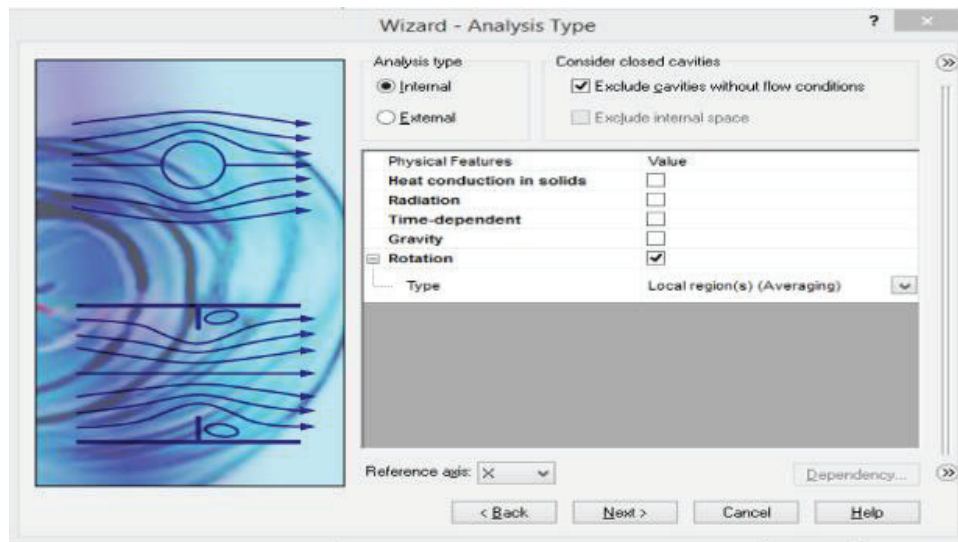 Wizard - Analysis Type ?
Analysis type Consider closed cavities
Internal Exclude cavities without flow conditions
External Exclude internal space
Physical Features Value
Heat conduction in solids
Radiation
Time-dependent
Gravity
Rotation
Type Local region(s) (Averaging)
Reference axis: X Dependency...
< Back Next > Cancel Help